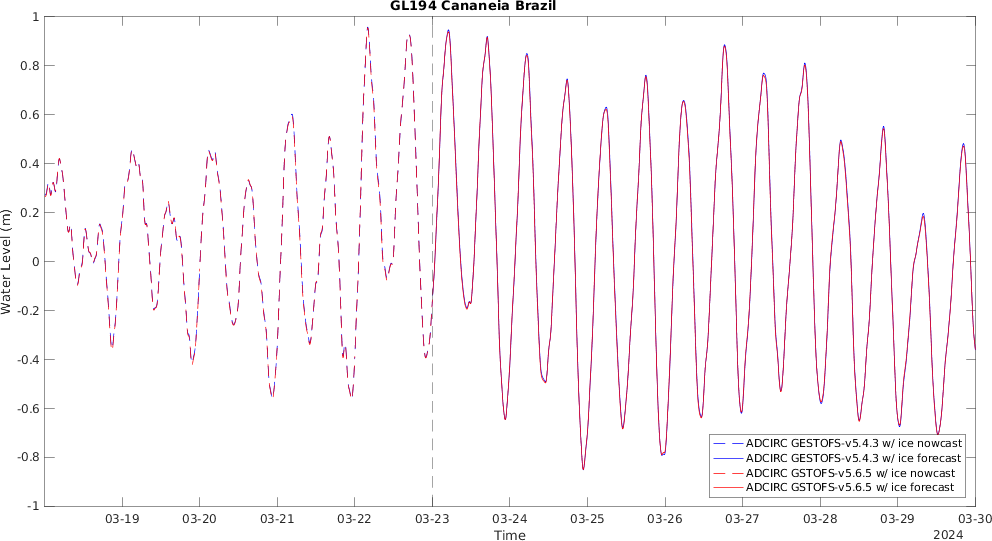 GL194 Cananeia Brazil
Water Level (m)
1
0.8
0.6
0.4
0.2
0
-0.2
-0.4
-0.6
-0.8
-1
ADCIRC GESTOFS-v5.4.3 w/ ice nowcast
ADCIRC GESTOFS-v5.4.3 w/ ice forecast
ADCIRC GSTOFS-v5.6.5 w/ ice nowcast
ADCIRC GSTOFS-v5.6.5 w/ ice forecast
03-19 03-20 03-21 03-22 03-23 03-24 03-25 03-26 03-27 03-28 03-29 03-30
Time
2024